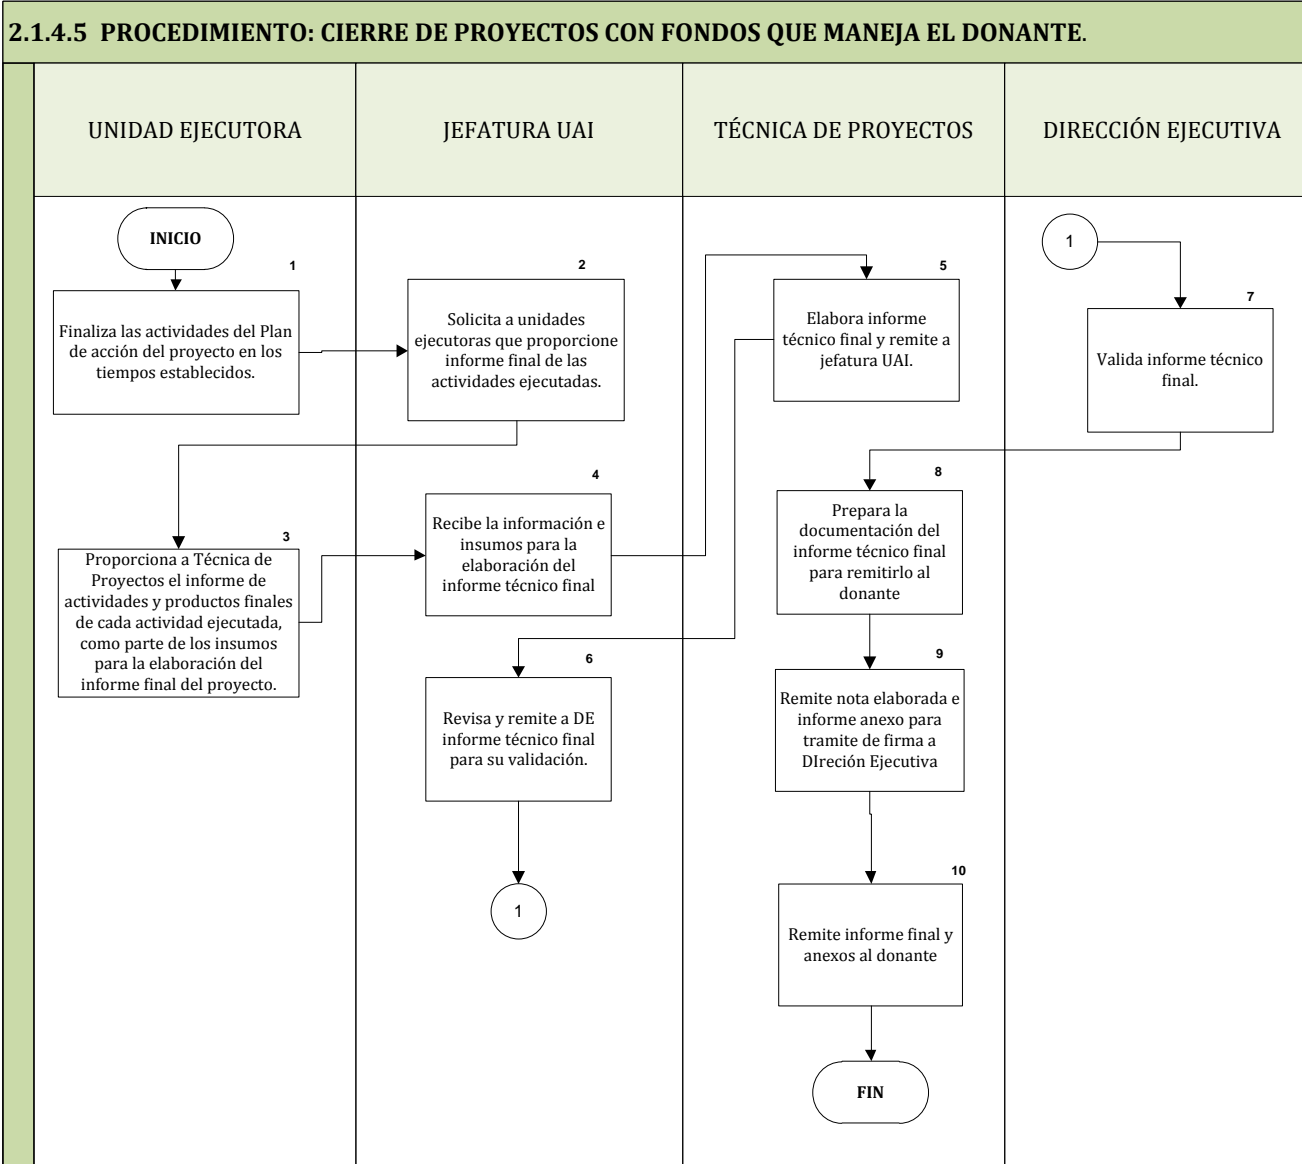 2.1.4.5 PROCEDIMIENTO: CIERRE DE PROYECTOS CON FONDOS QUE MANEJA EL DONANTE.
UNIDAD EJECUTORA
JEFATURA UAI
TÉCNICA DE PROYECTOS
DIRECCIÓN EJECUTIVA
INICIO
1
Finaliza las actividades del Plan
de acción del proyecto en los
tiempos establecidos.
2
Solicita a unidades
ejecutoras que proporcione
informe final de las
actividades ejecutadas.
3
Proporciona a Técnica de
Proyectos el informe de
actividades y productos finales
de cada actividad ejecutada,
como parte de los insumos
para la elaboración del
informe final del proyecto.
4
Recibe la información e
insumos para la
elaboración del
informe técnico final
5
Elabora informe
técnico final y remite a
jefatura UAI.
6
Revisa y remite a DE
informe técnico final
para su validación.
1
1
7
Valida informe técnico
final.
8
Prepara la
documentación del
informe técnico final
para remitirlo al
donante
9
Remite nota elaborada e
informe anexo para
tramite de firma a
DIreción Ejecutiva
10
Remite informe final y
anexos al donante
FIN